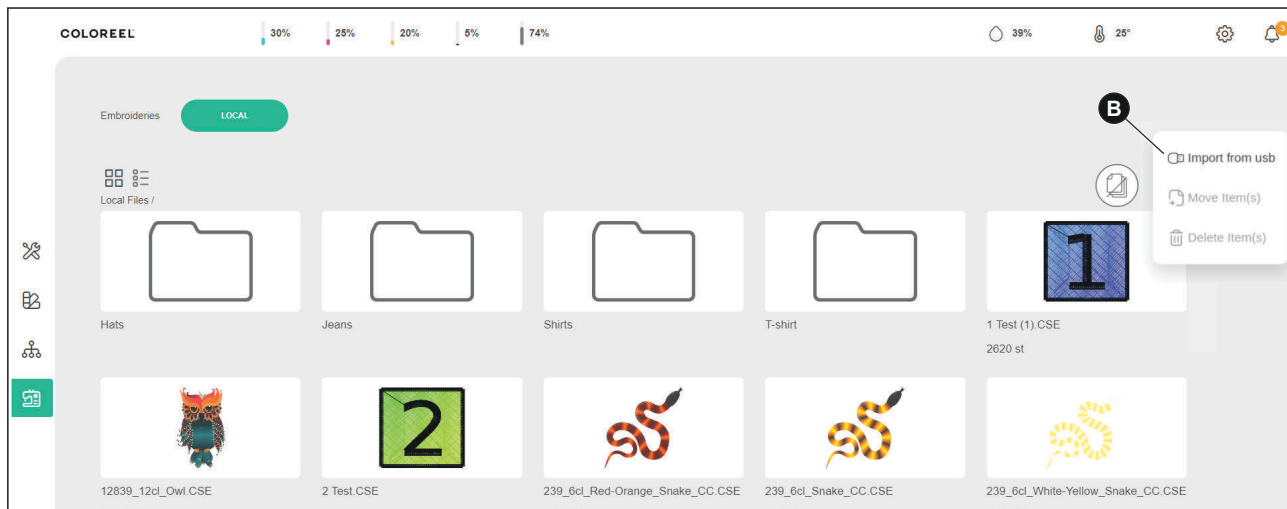 COLOREEL 30% 25% 20% 5% 74% 39% 25° 3
Embroideries LOCAL
B
Import from usb
Move Item(s)
Delete Item(s)
Local Files /
1
Hats Jeans Shirts T-shirt 1 Test (1).CSE
2620 st
2
12839_12cl_Owl.CSE 2 Test.CSE 239_6cl_Red-Orange_Snake_CC.CSE 239_6cl_Snake_CC.CSE 239_6cl_White-Yellow_Snake_CC.CSE